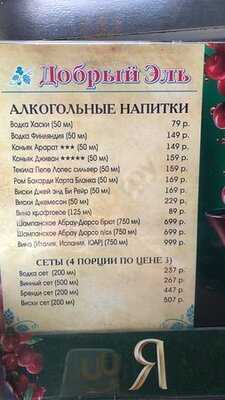 Добрый Эль
АЛКОГОЛЬНЫЕ НАПИТКИ
Водка Хаски (50 мл) 79 р.
Водка Финляндия (50 мл) 149 р.
Коньяк Арарат ★★★ (50 мл) 149 р.
Коньяк Дживан ★★★★★ (50 мл) 159 р.
Текила Пепе Лопес сильвер (50 мл) 159 р.
Ром Бакарди Карта Бланка (50 мл) 169 р.
Виски Джей энд Би Рейр (50 мл) 169 р.
Виски Джемесон (50 мл) 229 р.
Вино крафтовое (125 мл) 89 р.
Шампанское Абрау-Дюрсо брют (750 мл) 699 р.
Шампанское Абрау Дюрсо п/сл (750 мл) 699 р.
Вина (Италия, Испания, ЮАР) (750 мл) 999 р.
СЕТЫ (4 ПОРЦИИ ПО ЦЕНЕ 3)
Водка сет (200 мл) 237 р.
Винный сет (500 мл) 267 р.
Бренди сет (200 мл) 447 р.
Виски сет (200 мл) 507 р.
Я